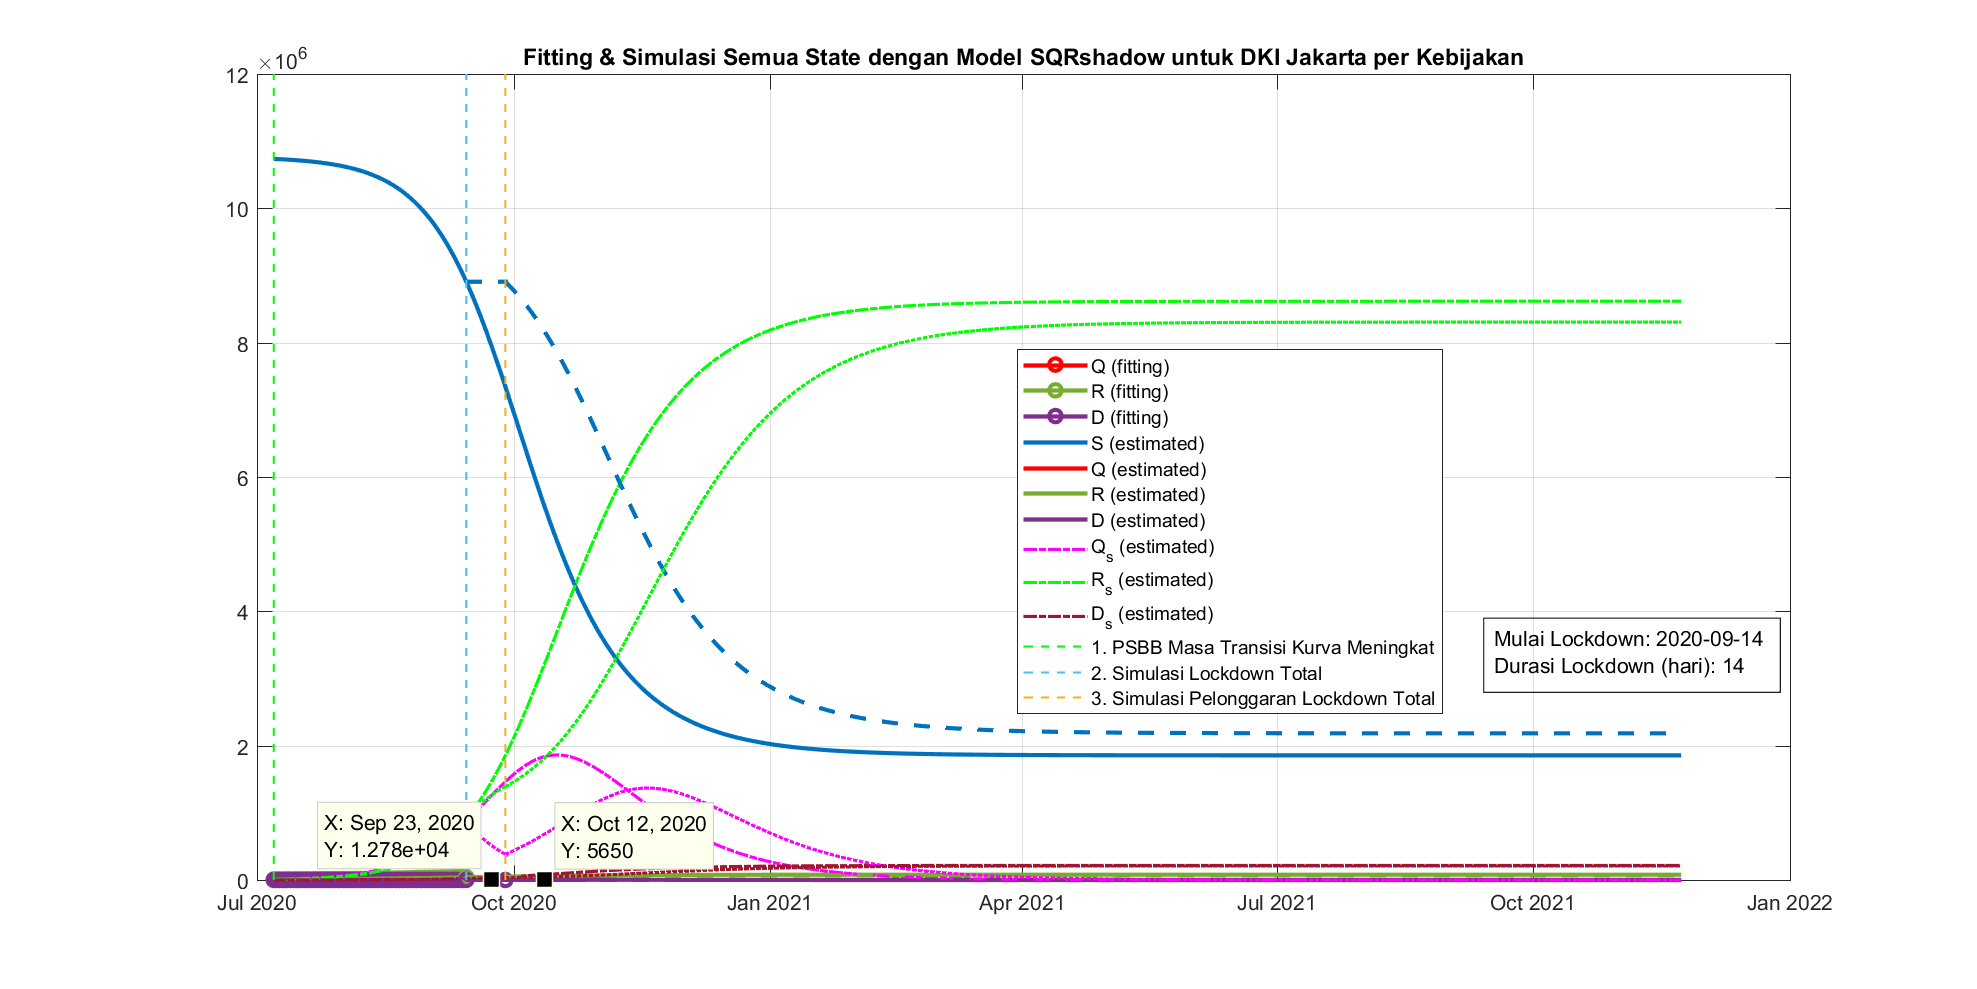 Fitting & Simulasi Semua State dengan Model SQRshadow untuk DKI Jakarta per Kebijakan
×10^6
12
10
8
6
4
2
0
Q (fitting)
R (fitting)
D (fitting)
S (estimated)
Q (estimated)
R (estimated)
D (estimated)
Q_s (estimated)
R_s (estimated)
D_s (estimated)
1. PSBB Masa Transisi Kurva Meningkat
2. Simulasi Lockdown Total
3. Simulasi Pelonggaran Lockdown Total
Mulai Lockdown: 2020-09-14
Durasi Lockdown (hari): 14
X: Sep 23, 2020
Y: 1.278e+04
X: Oct 12, 2020
Y: 5650
Jul 2020
Oct 2020
Jan 2021
Apr 2021
Jul 2021
Oct 2021
Jan 2022